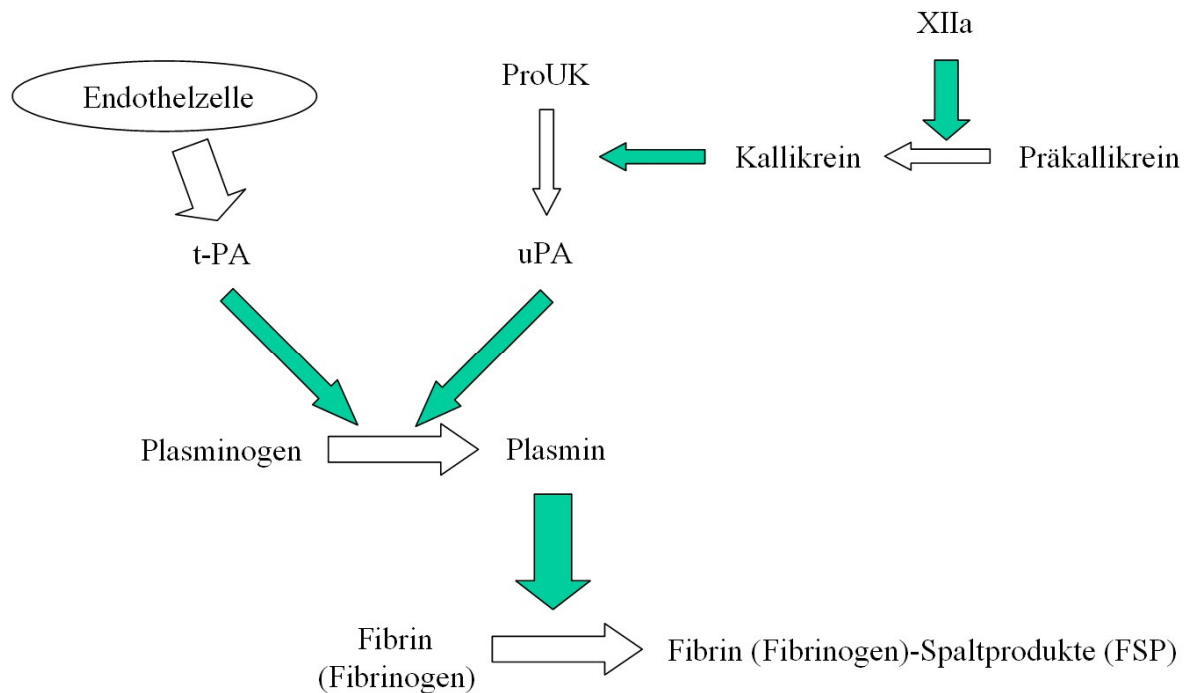 XIIa
ProUK
Endothelzelle
Kallikrein
Präkallikrein
t-PA
uPA
Plasminogen
Plasmin
Fibrin
(Fibrinogen)
Fibrin (Fibrinogen)-Spaltprodukte (FSP)